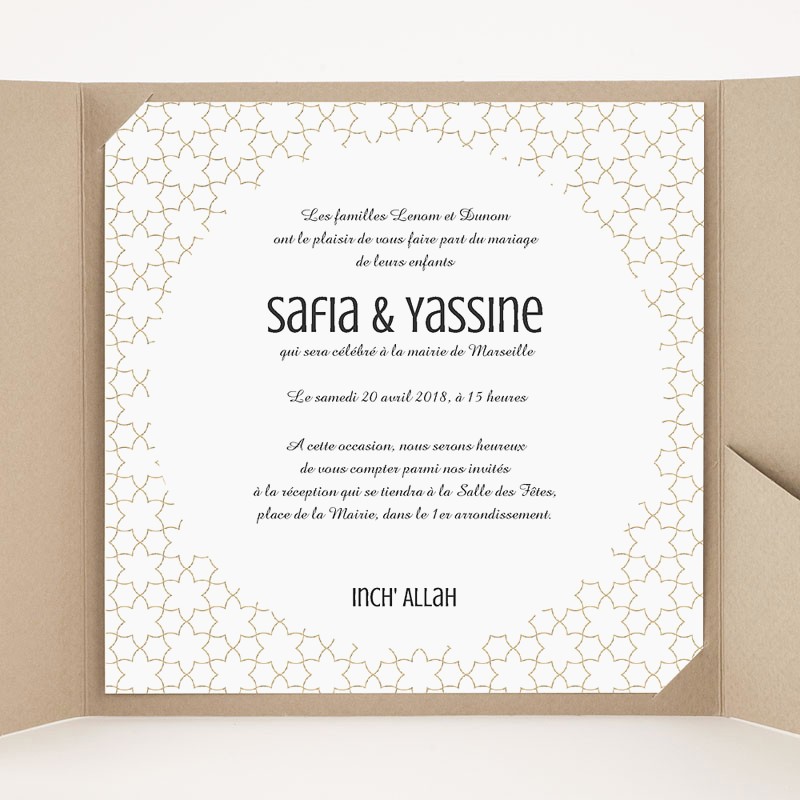 Les familles Lenom et Dunom
ont le plaisir de vous faire part du mariage
de leurs enfants
Safia & Yassine
qui sera célébré à la mairie de Marseille
Le samedi 20 avril 2018, à 15 heures
A cette occasion, nous serons heureux
de vous compter parmi nos invités
à la réception qui se tiendra à la Salle des Fêtes,
place de la Mairie, dans le 1er arrondissement.
Inch' Allah